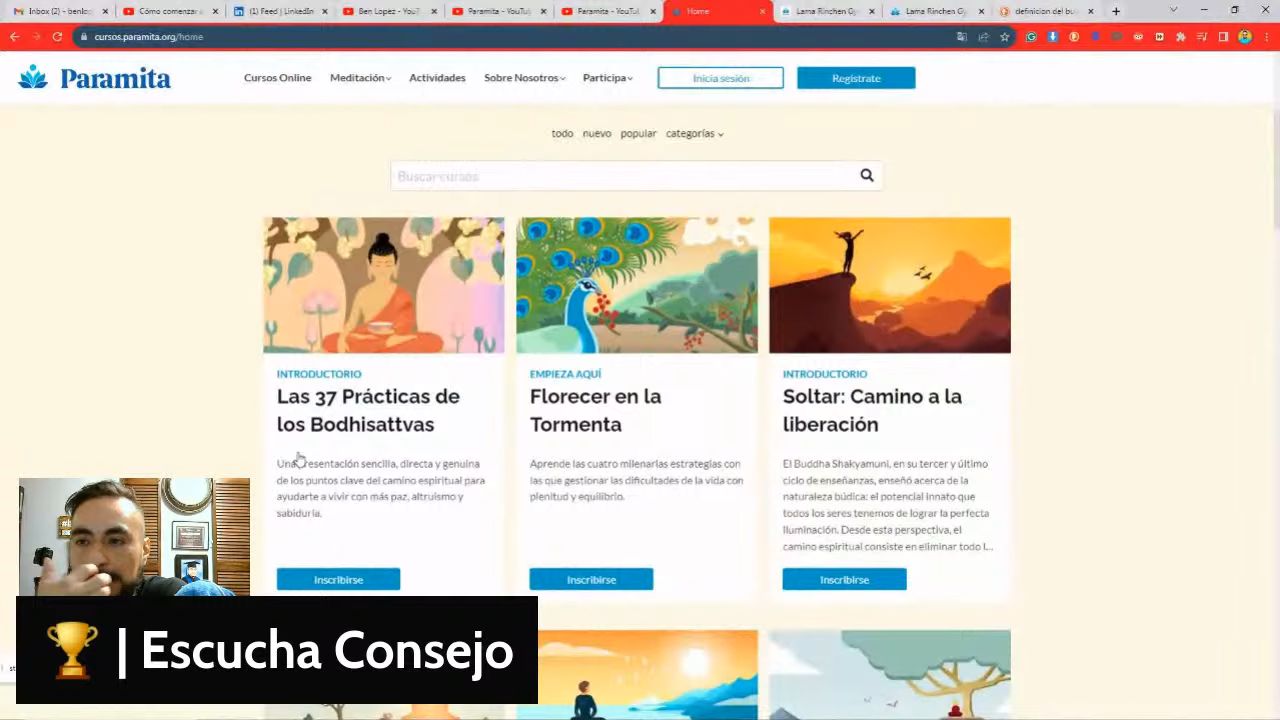 Inbox (2) - benloc
Cómo comenzar a
(1) Feed | LinkedIn
Ben Lopez - YouT
Paramita - YouTub
Paramita - YouTub
Home
Lama Rinchen Gy
Lama Rinchen Gy
definicion del bu
cursos.paramita.org/home
Paramita
Cursos Online
Meditación
Actividades
Sobre Nosotros
Participa
Inicia sesión
Regístrate
todo nuevo popular categorías
Buscar cursos
INTRODUCTORIO
Las 37 Prácticas de
los Bodhisattvas
Una presentación sencilla, directa y genuina
de los puntos clave del camino espiritual para
ayudarte a vivir con más paz, altruismo y
sabiduría.
Inscribirse
EMPIEZA AQUÍ
Florecer en la
Tormenta
Aprende las cuatro milenarias estrategias con
las que gestionar las dificultades de la vida con
plenitud y equilibrio.
Inscribirse
INTRODUCTORIO
Soltar: Camino a la
liberación
El Buddha Shakyamuni, en su tercer y último
ciclo de enseñanzas, enseñó acerca de la
naturaleza búdica: el potencial innato que
todos los seres tenemos de lograr la perfecta
Iluminación. Desde esta perspectiva, el
camino espiritual consiste en eliminar todo l...
Inscribirse
| Escucha Consejo